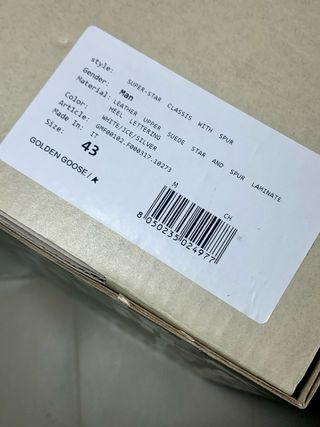 style: SUPER-STAR CLASSIS WITH SPUR
Gender: Man
Material: LEATHER UPPER SUEDE STAR AND SPUR LAMINATE
HEEL LETTERING
Color: WHITE/ICE/SILVER
Article: GMF00102.F000317.10273
Made In: IT
Size: 43
GOLDEN GOOSE /
M CH
8 050235 024977